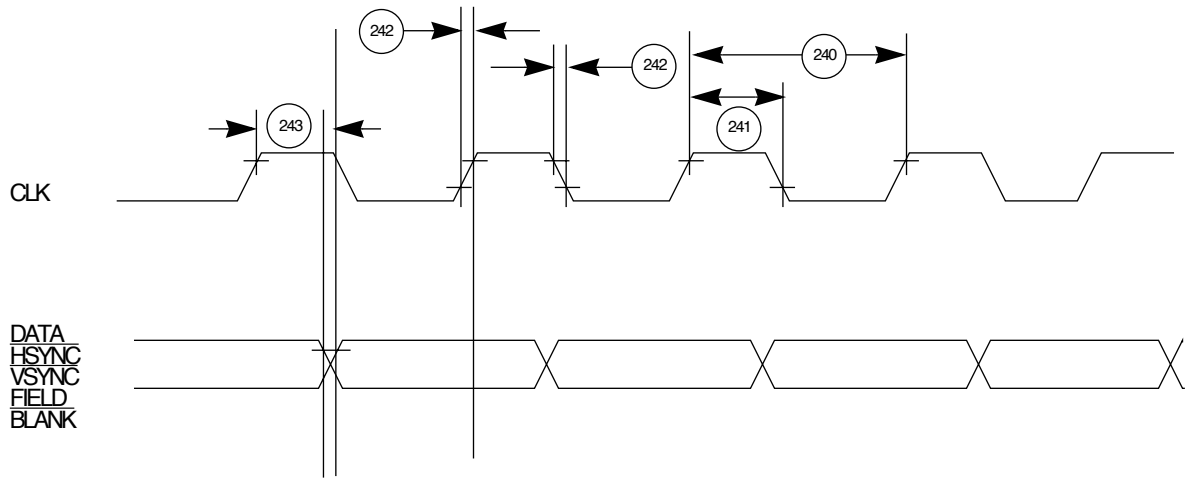 242
242
240
243
241
CLK
DATA
HSYNC
VSYNC
FIELD
BLANK